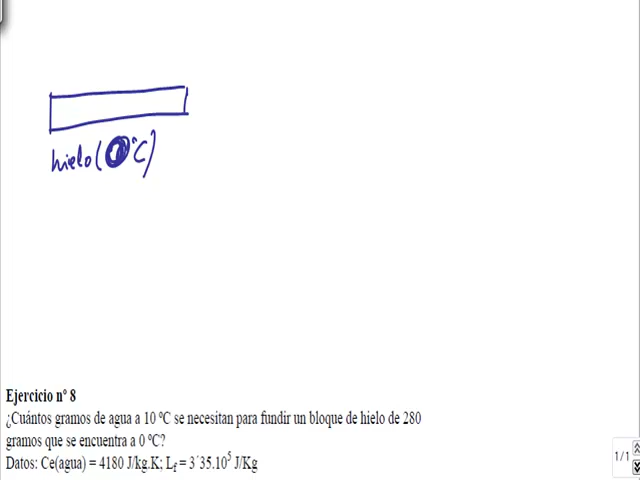 hielo (0°C)
Ejercicio nº 8
¿Cuántos gramos de agua a 10 ºC se necesitan para fundir un bloque de hielo de 280
gramos que se encuentra a 0 ºC?
Datos: Ce(agua) = 4180 J/kg.K; Lf = 3´35.10⁵ J/Kg
1/1